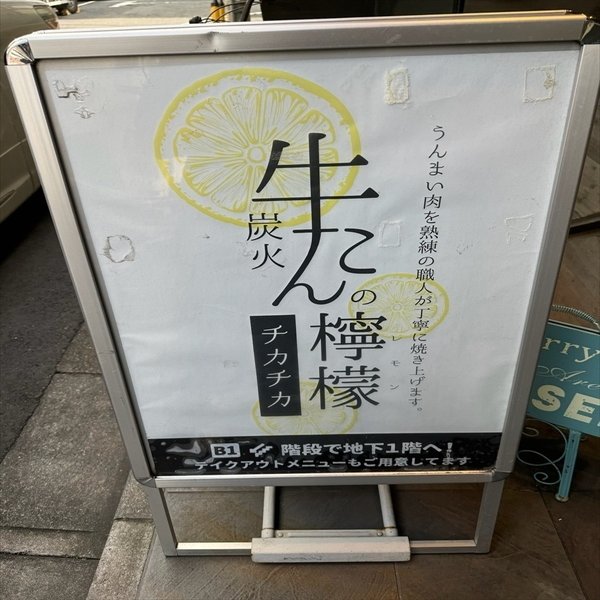 うんまい肉を熟練の職人が丁寧に焼き上げます。
炭火
牛たんの檸檬
レモン
チカチカ
B1 階段で地下1階へ!
テイクアウトメニューもご用意してます
rry
SE